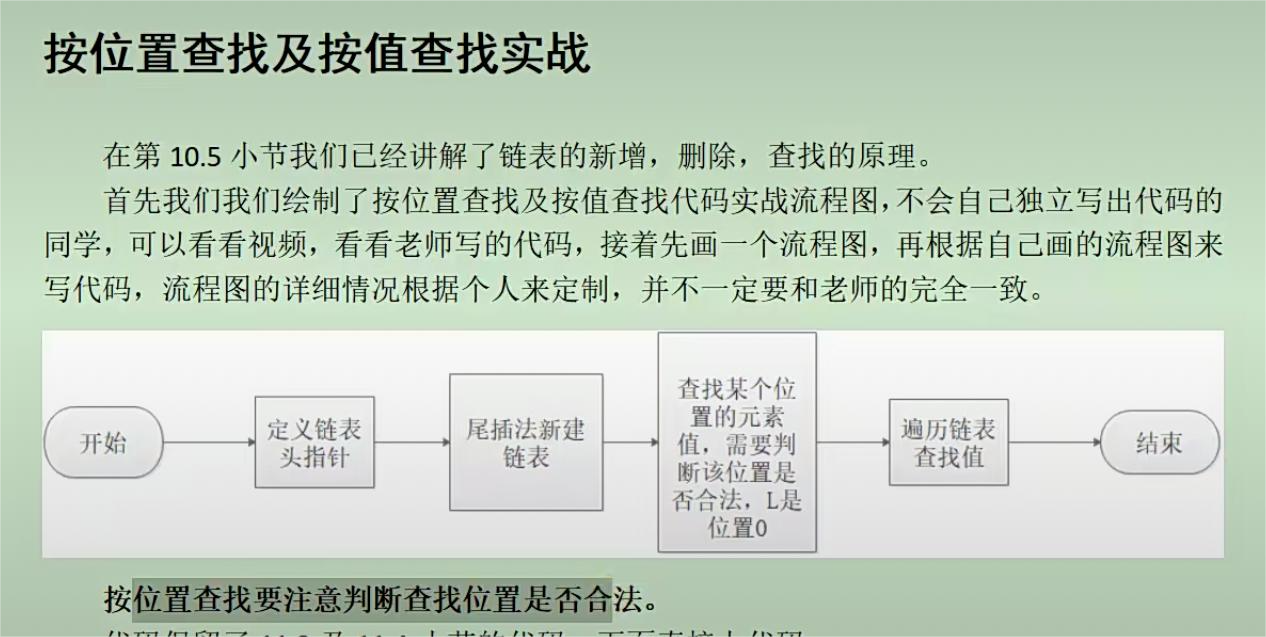 按位置查找及按值查找实战
在第 10.5 小节我们已经讲解了链表的新增，删除，查找的原理。
首先我们我们绘制了按位置查找及按值查找代码实战流程图，不会自己独立写出代码的
同学，可以看看视频，看看老师写的代码，接着先画一个流程图，再根据自己画的流程图来
写代码，流程图的详细情况根据个人来定制，并不一定要和老师的完全一致。
开始
定义链表
头指针
尾插法新建
链表
查找某个位
置的元素
值，需要判
断该位置是
否合法，L是
位置0
遍历链表
查找值
结束
按位置查找要注意判断查找位置是否合法。